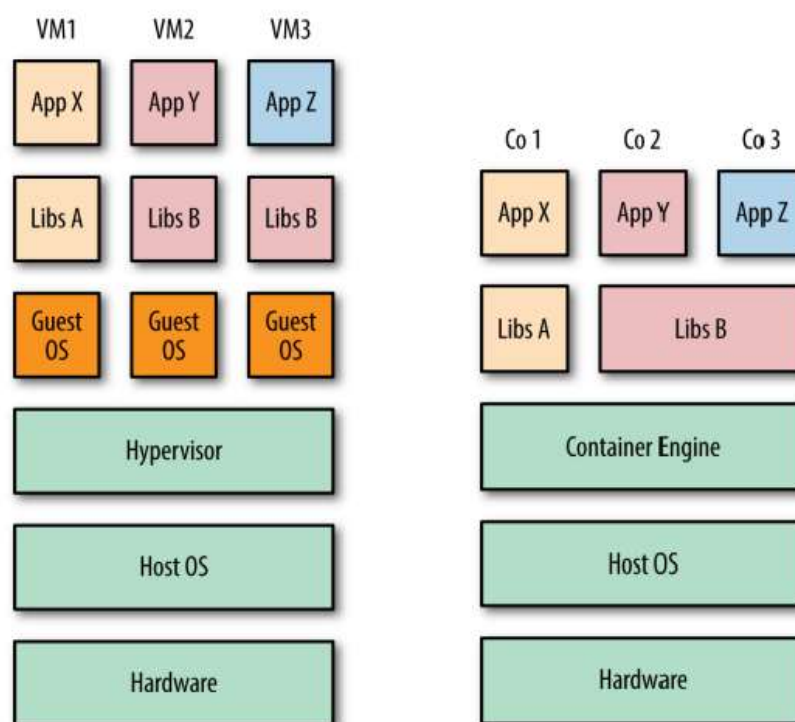 VM1 VM2 VM3
App X App Y App Z
Libs A Libs B Libs B
Guest Guest Guest
OS OS OS
Hypervisor
Host OS
Hardware
Co 1 Co 2 Co 3
App X App Y App Z
Libs A Libs B
Container Engine
Host OS
Hardware